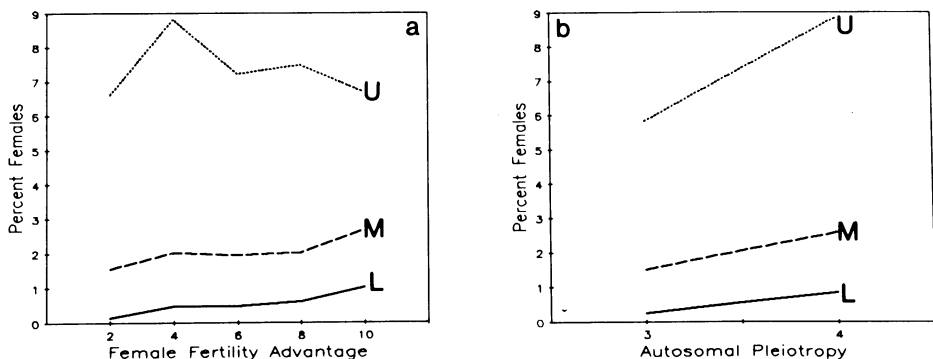 a
9
8
7
6
5
4
3
2
1
0
Percent Females
U
M
L
2 4 6 8 10
Female Fertility Advantage
b
9
8
7
6
5
4
3
2
1
0
Percent Females
U
M
L
3 4
Autosomal Pleiotropy